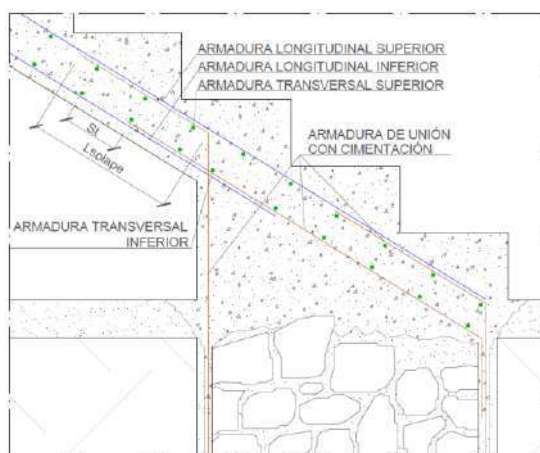 ARMADURA LONGITUDINAL SUPERIOR
ARMADURA LONGITUDINAL INFERIOR
ARMADURA TRANSVERSAL SUPERIOR
ARMADURA DE UNIÓN
CON CIMENTACIÓN
St
Lsolape
ARMADURA TRANSVERSAL
INFERIOR